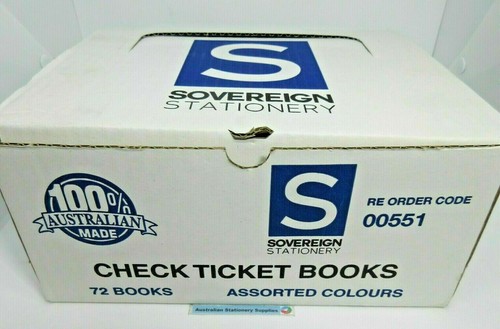 S
SOVEREIGN
STATIONERY
100%
AUSTRALIAN
MADE
S
SOVEREIGN
STATIONERY
RE ORDER CODE
00551
CHECK TICKET BOOKS
72 BOOKS ASSORTED COLOURS
Australian Stationery Supplies